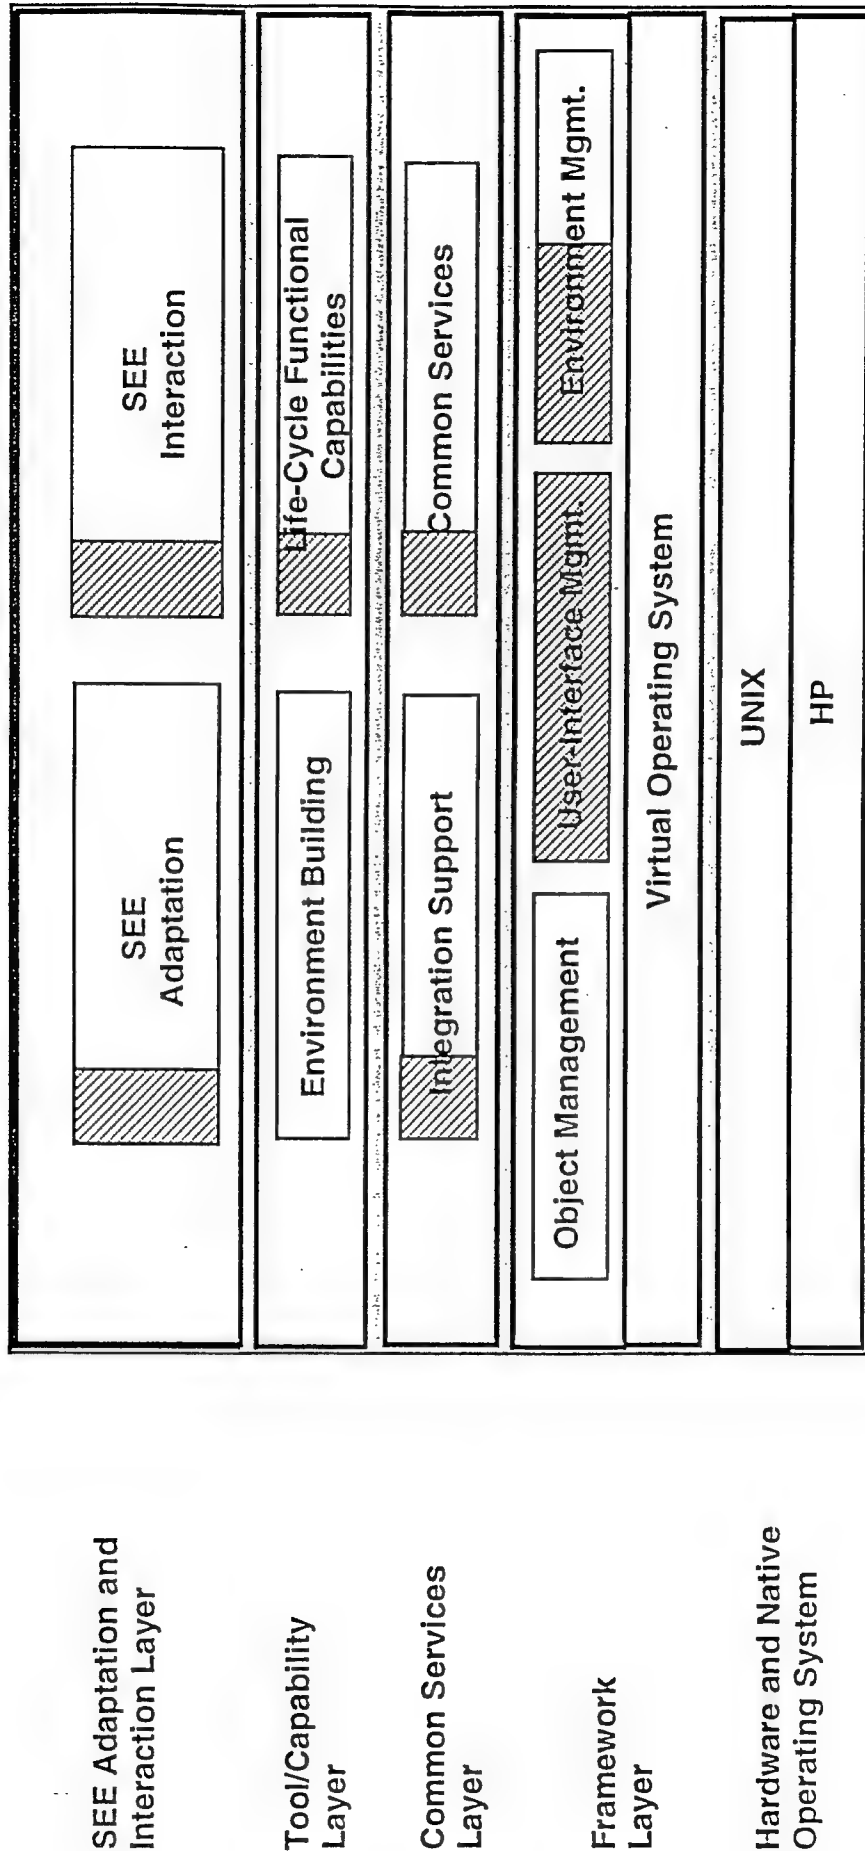 SEE Adaptation and
Interaction Layer
SEE
Adaptation
SEE
Interaction
Tool/Capability
Layer
Environment Building
Life-Cycle Functional
Capabilities
Common Services
Layer
Integration Support
Common Services
Framework
Layer
Object Management
User-Interface Mgmt.
Environment Mgmt.
Virtual Operating System
Hardware and Native
Operating System
UNIX
HP